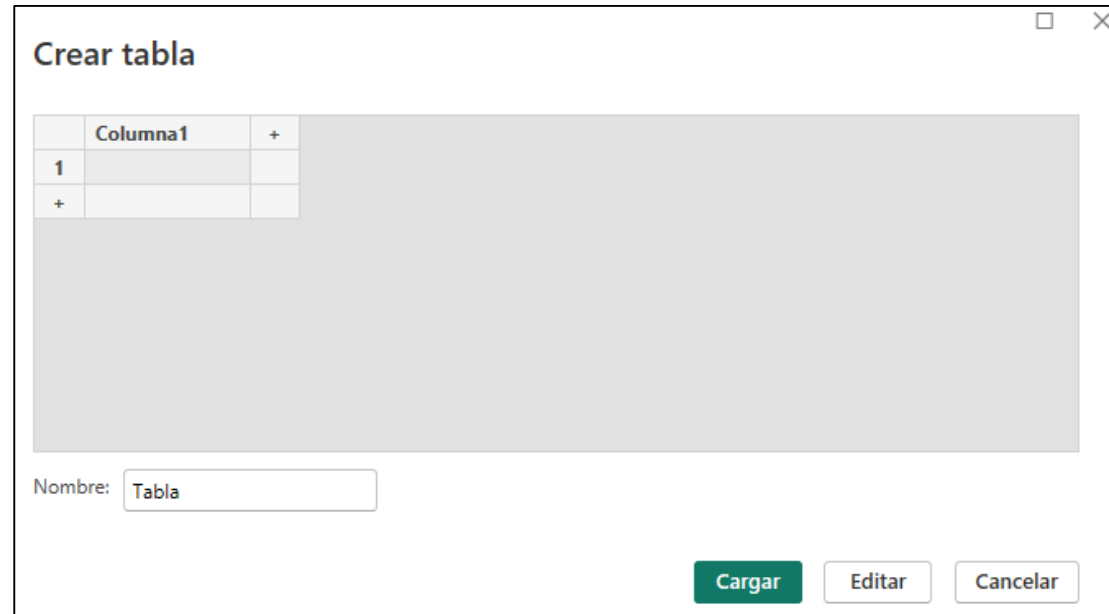 Crear tabla
Columna1 +
1
+
Nombre: Tabla
Cargar Editar Cancelar